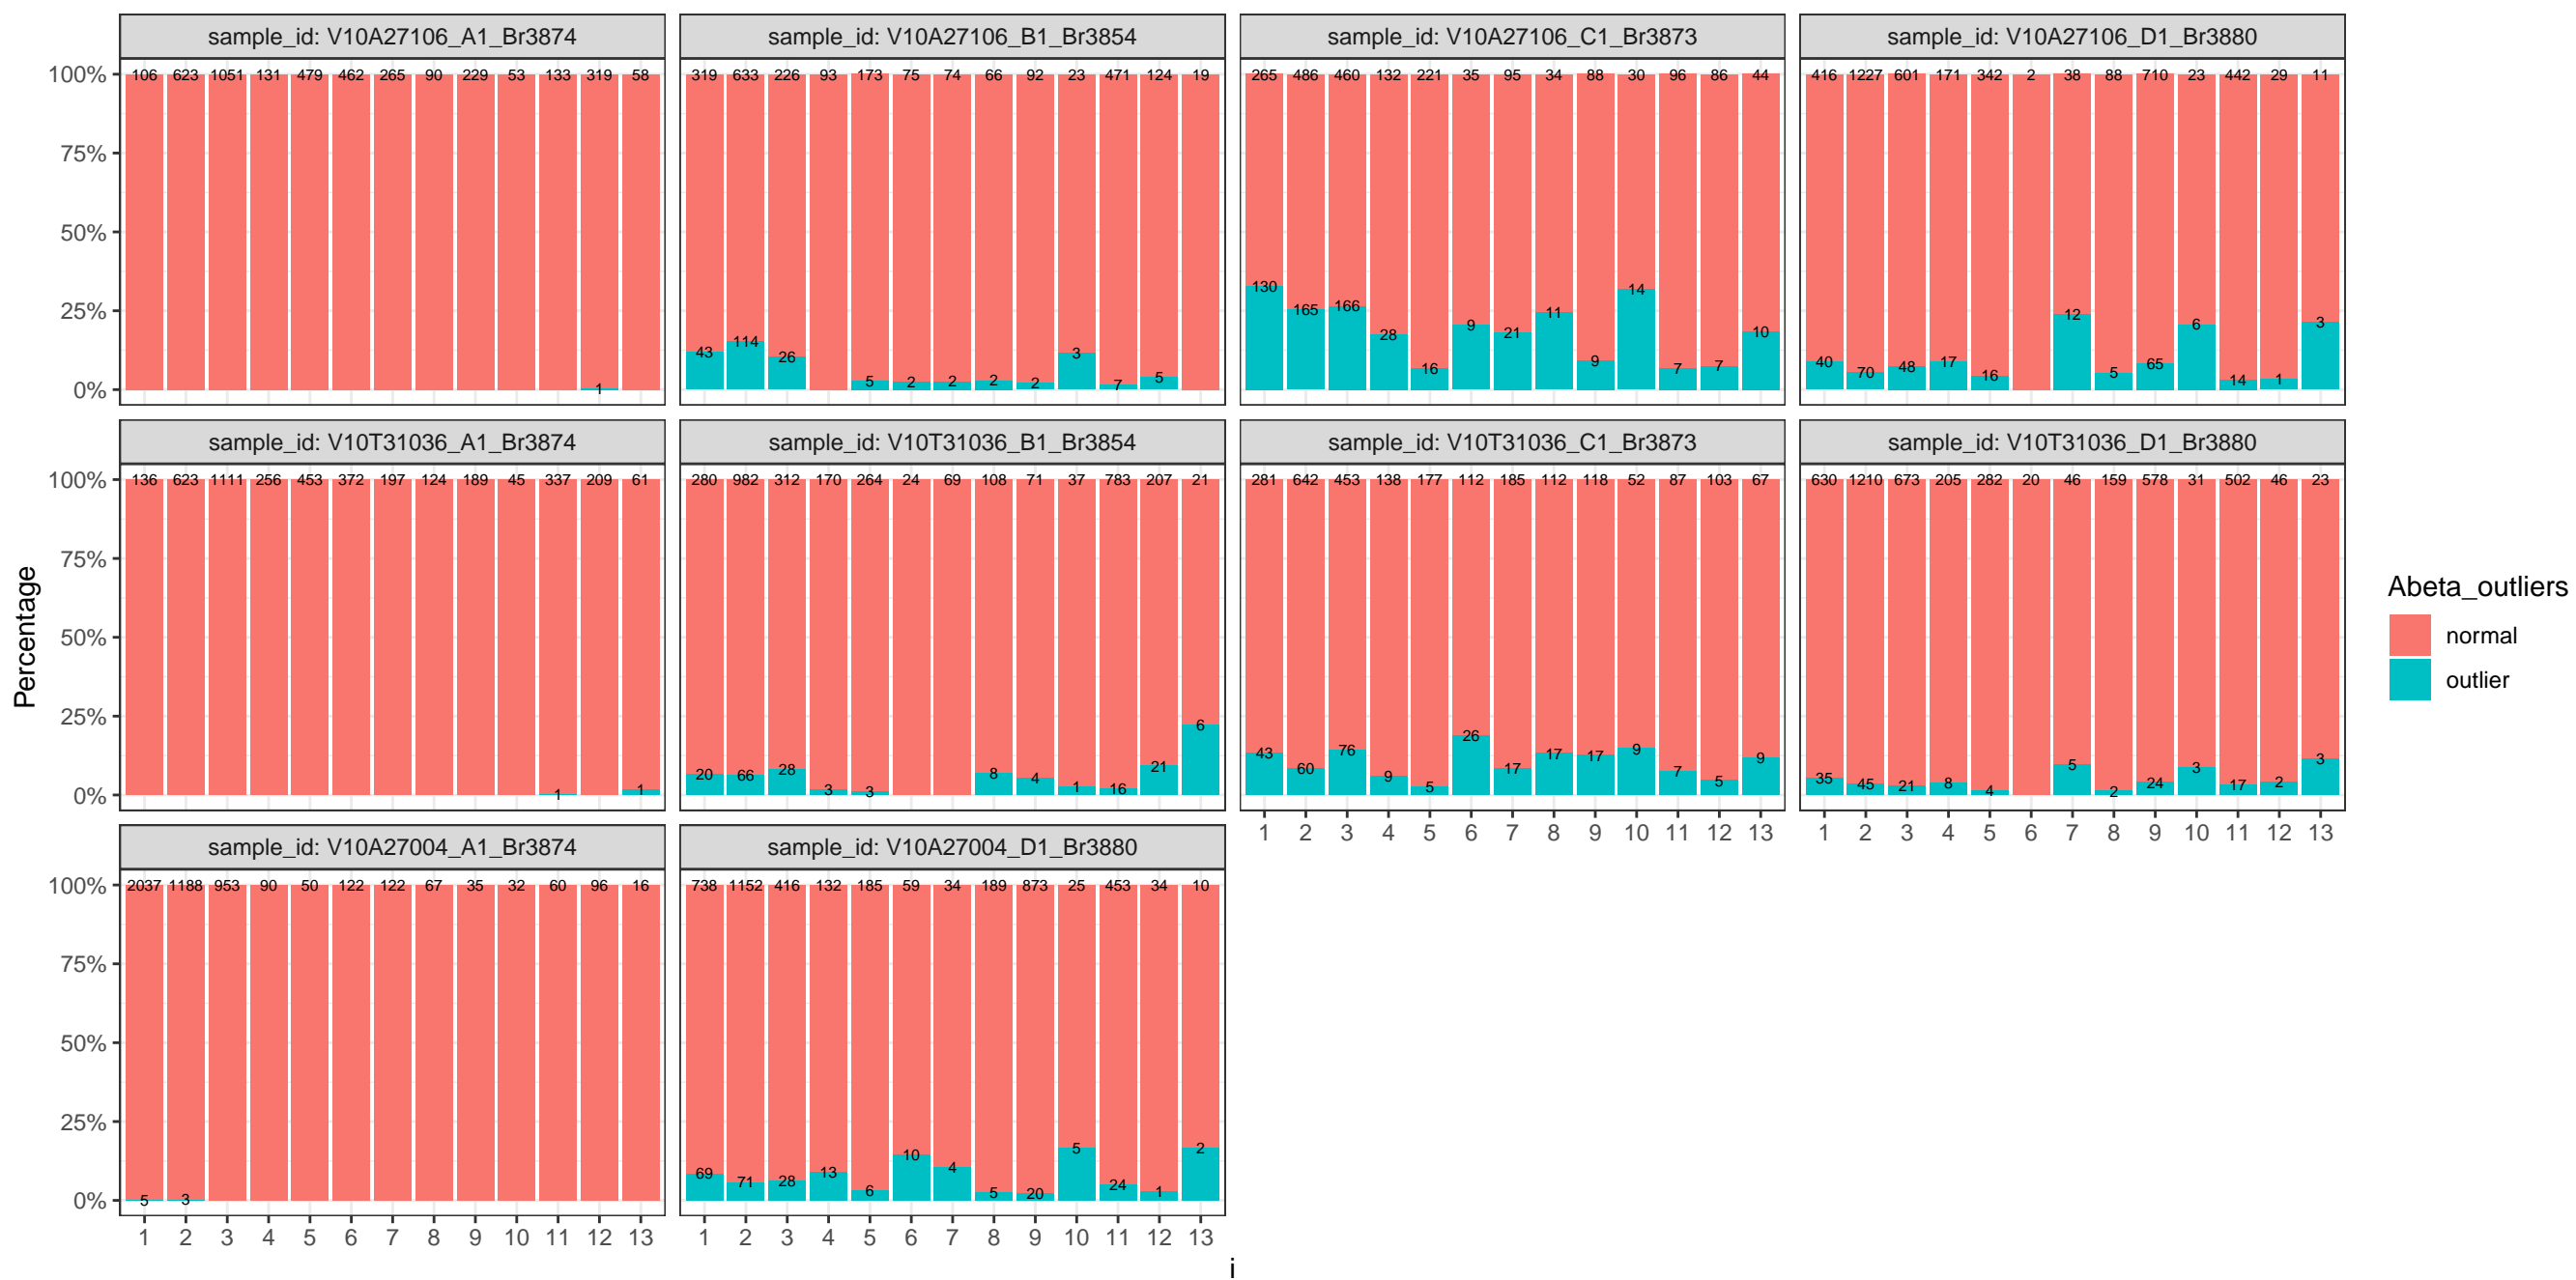 sample_id: V10A27106_A1_Br3874 sample_id: V10A27106_B1_Br3854 sample_id: V10A27106_C1_Br3873 sample_id: V10A27106_D1_Br3880
100% 106 623 1051 131 479 462 265 90 229 53 133 319 58 319 633 226 93 173 75 74 66 92 23 471 124 19 265 486 460 132 221 35 95 34 88 30 96 86 44 416 1227 601 171 342 2 38 88 710 23 442 29 11
75%
50%
25%
0%
1
43 114 26 5 2 2 2 2 3 7 5
130 165 166 28 16 9 21 11 9 14 7 7 10
40 70 48 17 16 12 5 65 6 14 1 3
sample_id: V10T31036_A1_Br3874 sample_id: V10T31036_B1_Br3854 sample_id: V10T31036_C1_Br3873 sample_id: V10T31036_D1_Br3880
100% 136 623 1111 256 453 372 197 124 189 45 337 209 61 280 982 312 170 264 24 69 108 71 37 783 207 21 281 642 453 138 177 112 185 112 118 52 87 103 67 630 1210 673 205 282 20 46 159 578 31 502 46 23
75%
50%
25%
0%
1 1
20 66 28 3 3 8 4 1 16 21 6
43 60 76 9 5 26 17 17 17 9 7 5 9
35 45 21 8 4 5 2 24 3 17 2 3
1 2 3 4 5 6 7 8 9 10 11 12 13 1 2 3 4 5 6 7 8 9 10 11 12 13
sample_id: V10A27004_A1_Br3874 sample_id: V10A27004_D1_Br3880
100% 2037 1188 953 90 50 122 122 67 35 32 60 96 16 738 1152 416 132 185 59 34 189 873 25 453 34 10
75%
50%
25%
0%
5 3
69 71 28 13 6 10 4 5 20 5 24 1 2
1 2 3 4 5 6 7 8 9 10 11 12 13 1 2 3 4 5 6 7 8 9 10 11 12 13
i
Percentage
Abeta_outliers
normal
outlier